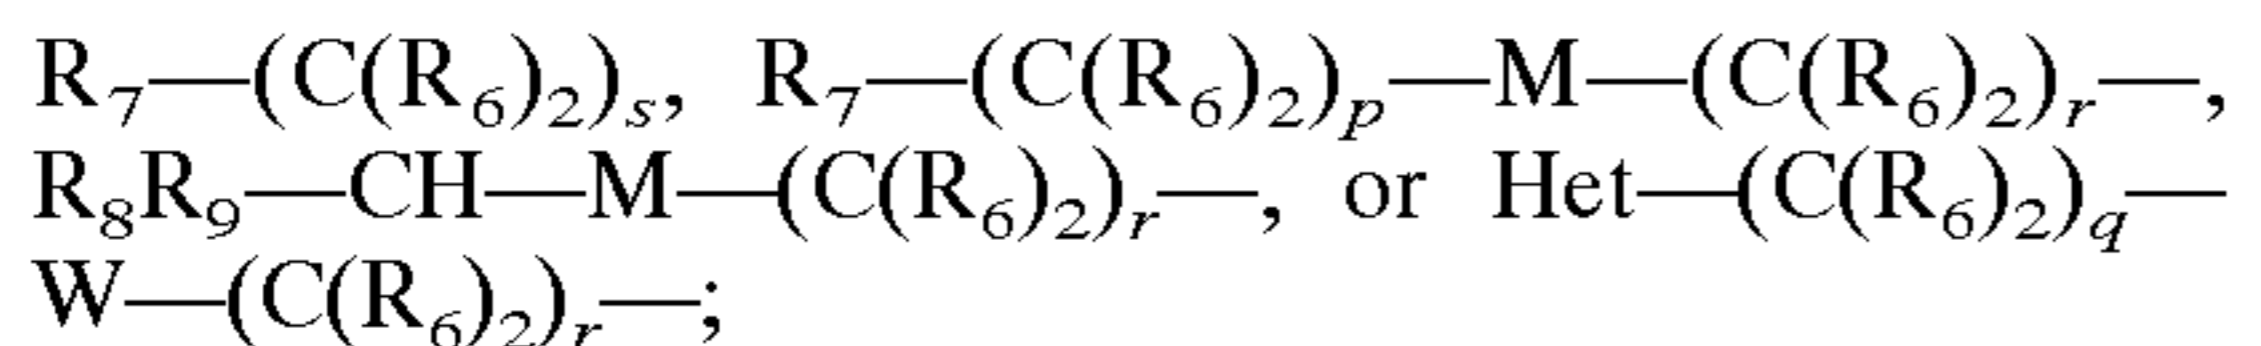 R₇—(C(R₆)₂)ₛ, R₇—(C(R₆)₂)ₚ—M—(C(R₆)₂)ᵣ—,
R₈R₉—CH—M—(C(R₆)₂)ᵣ—, or Het—(C(R₆)₂)q—
W—(C(R₆)₂)ᵣ—;